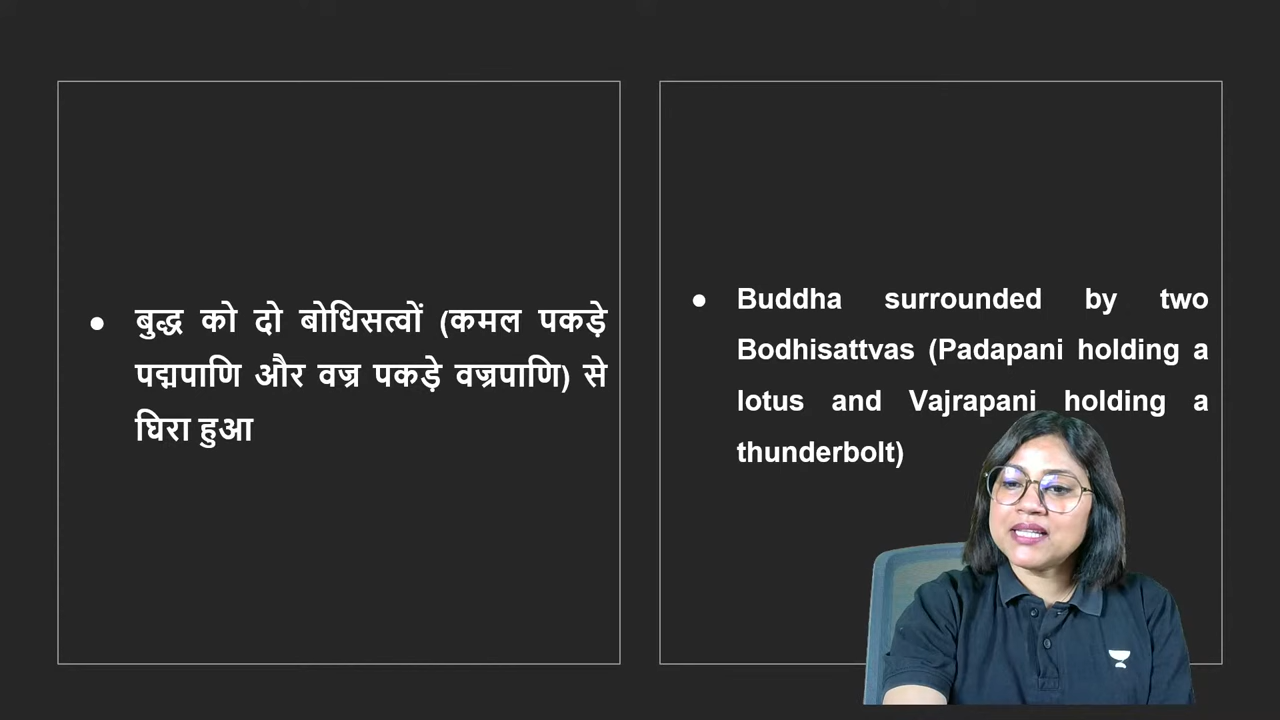 ● बुद्ध को दो बोधिसत्वों (कमल पकड़े
पद्मपाणि और वज्र पकड़े वज्रपाणि) से
घिरा हुआ
● Buddha surrounded by two
Bodhisattvas (Padapani holding a
lotus and Vajrapani holding a
thunderbolt)